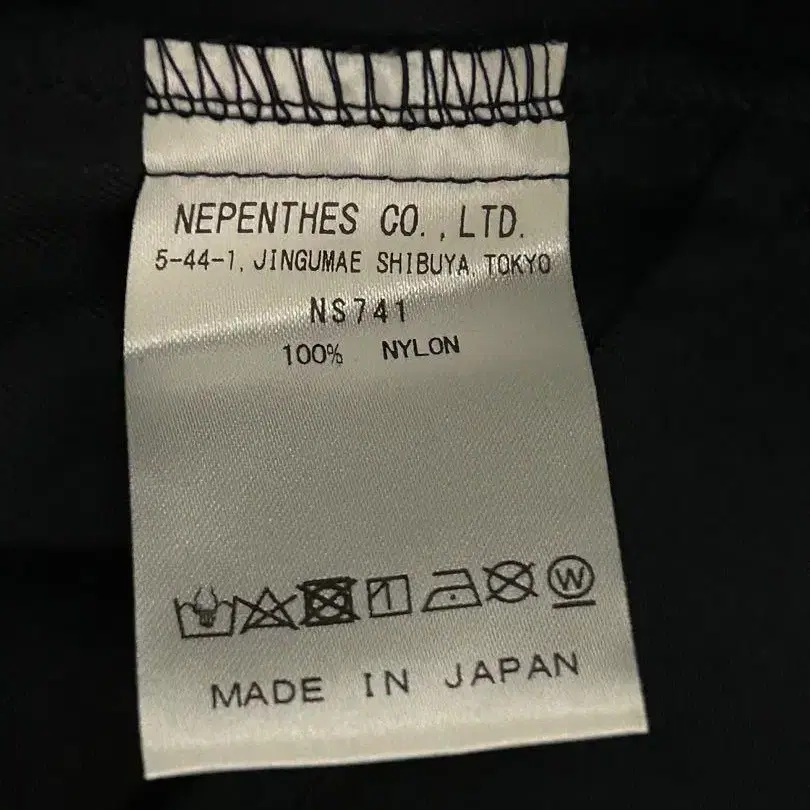 NEPENTHES CO., LTD.
5-44-1, JINGUMAE SHIBUYA, TOKYO
NS741
100% NYLON
W
MADE IN JAPAN